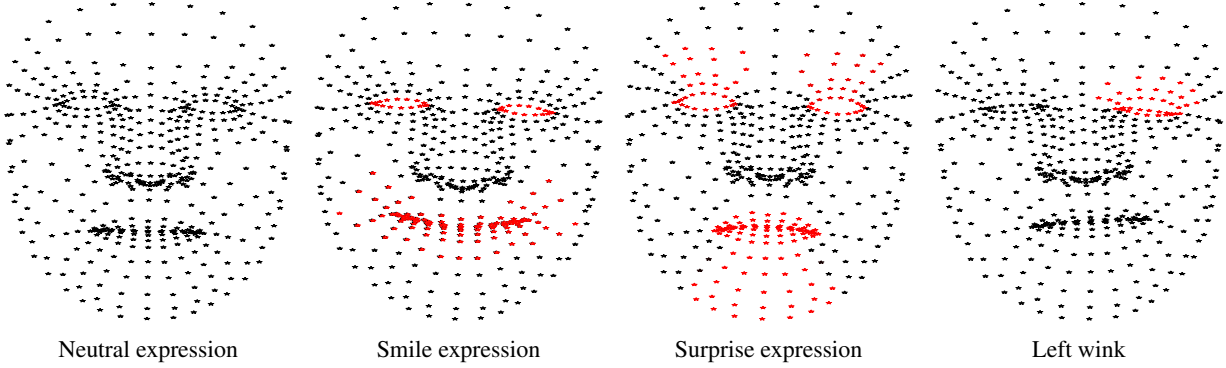 Neutral expression
Smile expression
Surprise expression
Left wink